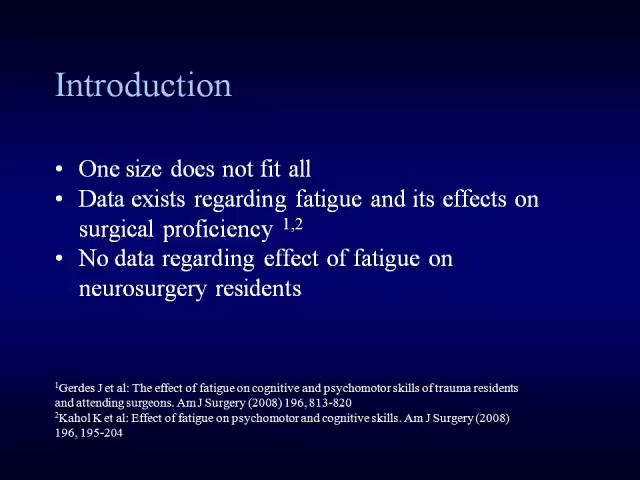 Introduction
• One size does not fit all
• Data exists regarding fatigue and its effects on
surgical proficiency 1,2
• No data regarding effect of fatigue on
neurosurgery residents
1Gerdes J et al: The effect of fatigue on cognitive and psychomotor skills of trauma residents
and attending surgeons. Am J Surgery (2008) 196, 813-820
2Kahol K et al: Effect of fatigue on psychomotor and cognitive skills. Am J Surgery (2008)
196, 195-204